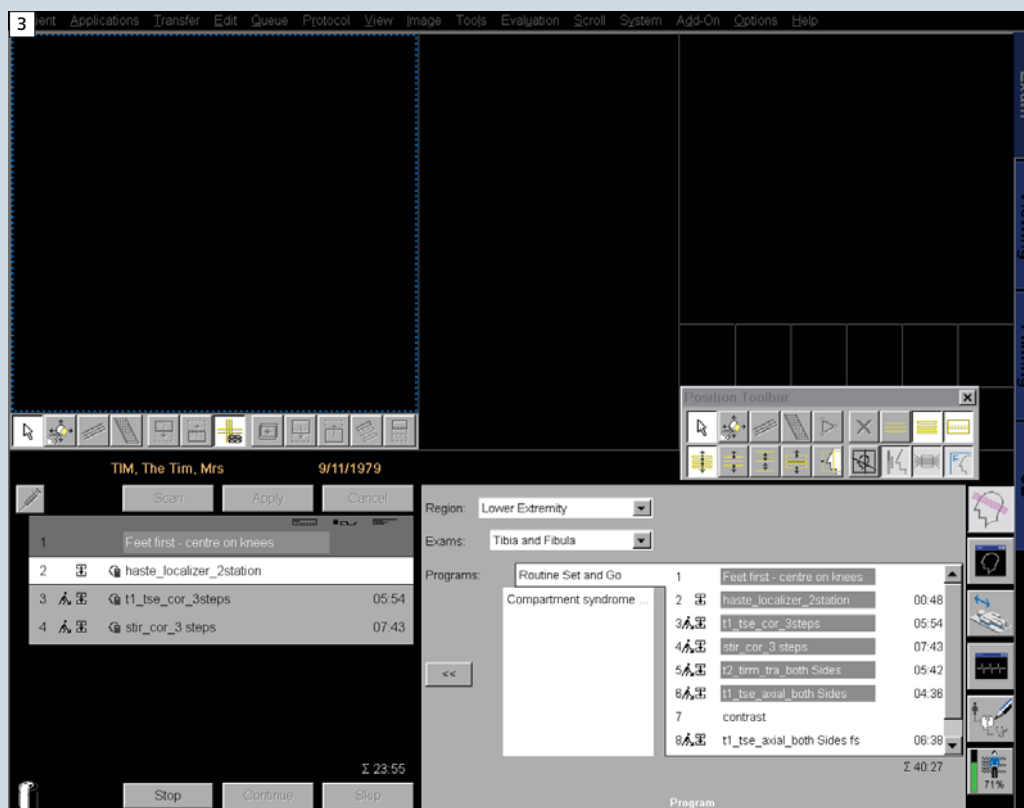 3
ient Applications Transfer Edit Queue Protocol View Image Tools Evaluation Scroll System Add-On Options Help
Exam
Position Toolbar
TIM, The Tim, Mrs 9/11/1979
Scan Apply Cancel
1 Feet first - centre on knees
2 haste_localizer_2station
3 t1_tse_cor_3steps 05:54
4 stir_cor_3 steps 07:43
Σ 23:55
Stop Continue Skip
Region: Lower Extremity
Exams: Tibia and Fibula
Programs: Routine Set and Go
Compartment syndrome ...
<<
1 Feet first - centre on knees
2 haste_localizer_2station 00:48
3 t1_tse_cor_3steps 05:54
4 stir_cor_3 steps 07:43
5 t2_tirm_tra_both Sides 05:42
6 t1_tse_axial_both Sides 04:36
7 contrast
8 t1_tse_axial_both Sides fs 06:38
Σ 40:27
Program
71%